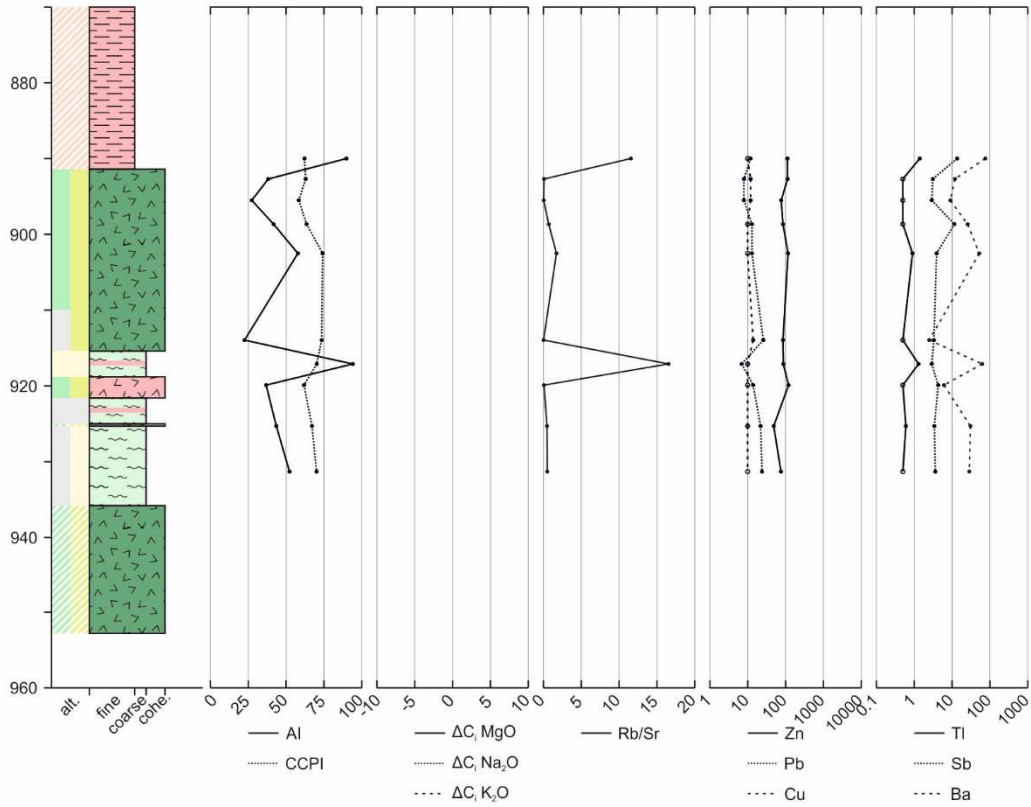 880
900
920
940
960
alt. fine coarse cohe.
0 25 50 75 100
-10 -5 0 5 10
0 5 10 15 20
1 10 100 1000 10000
0.1 1 10 100 1000
AI ΔCᵢ MgO Rb/Sr Zn Tl
CCPI ΔCᵢ Na₂O Pb Sb
ΔCᵢ K₂O Cu Ba